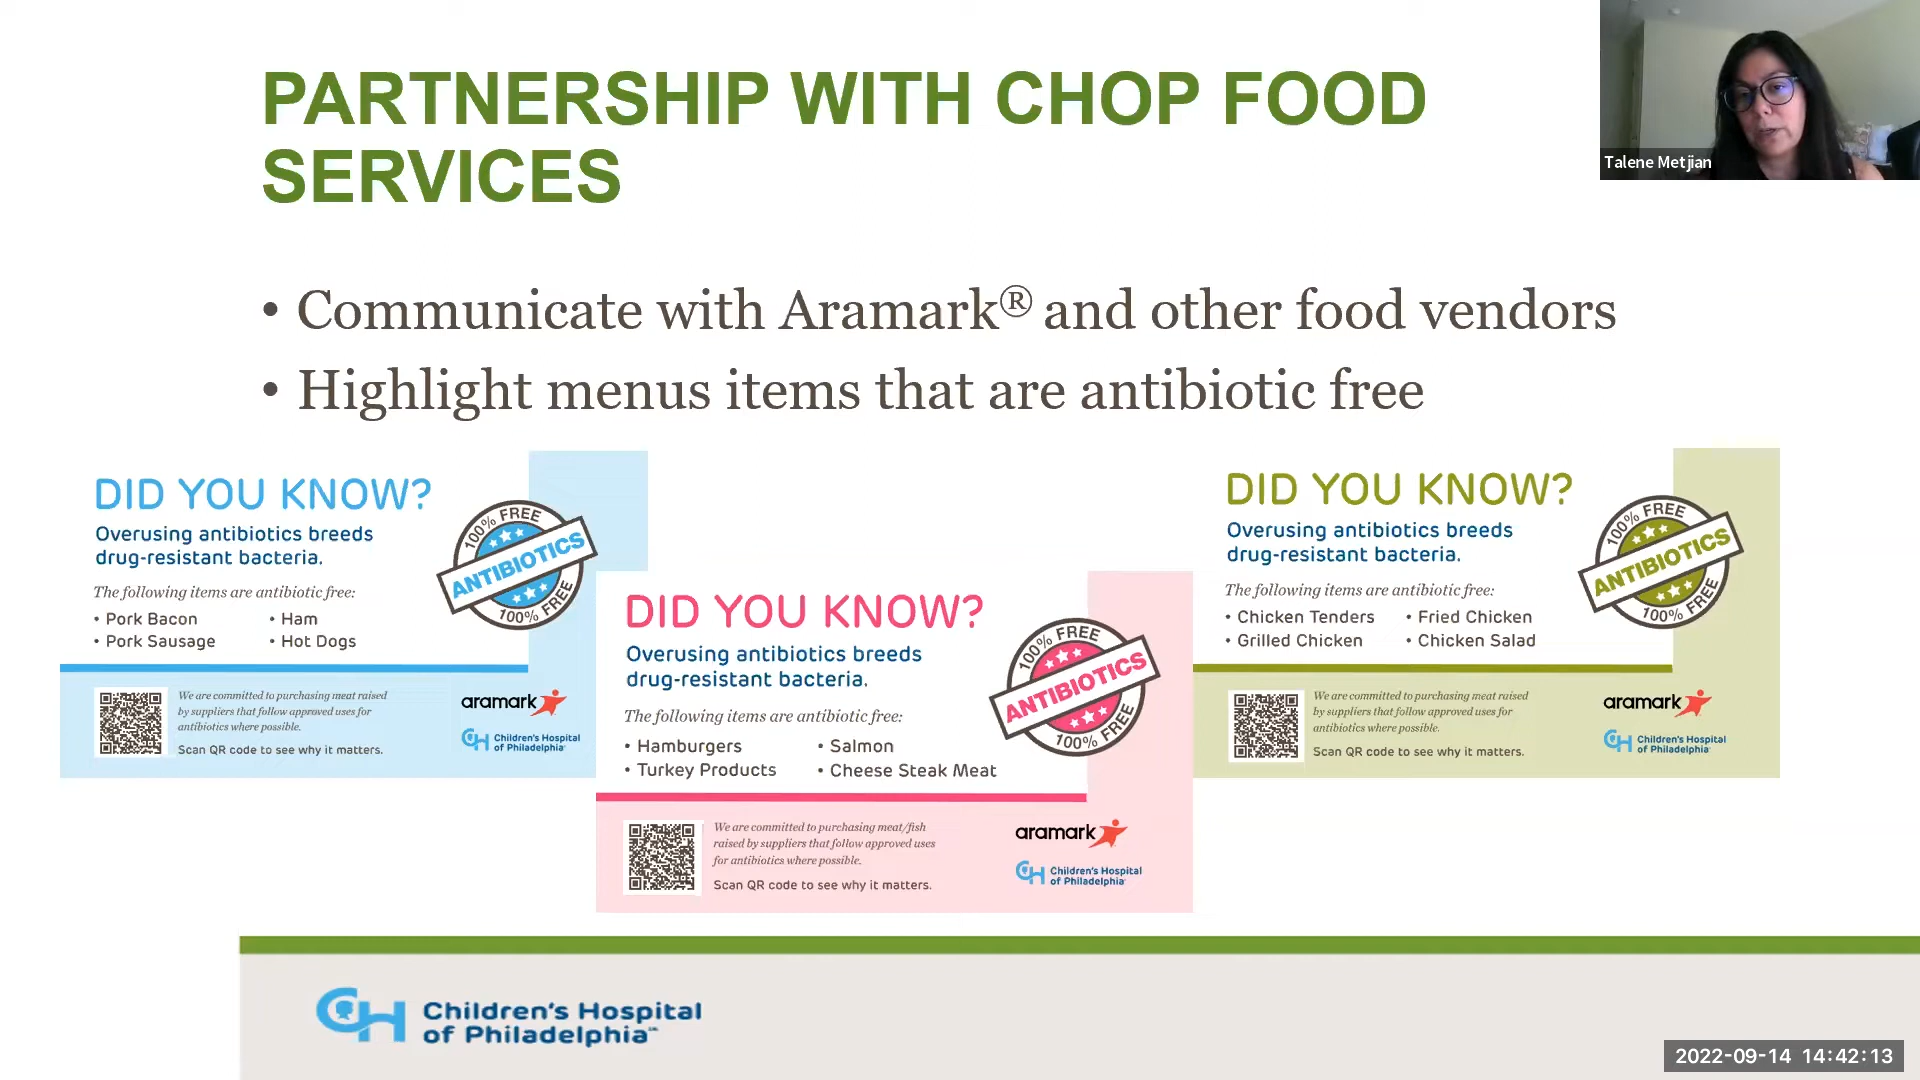 PARTNERSHIP WITH CHOP FOOD
SERVICES
Talene Metjian
• Communicate with Aramark® and other food vendors
• Highlight menus items that are antibiotic free
DID YOU KNOW?
Overusing antibiotics breeds
drug-resistant bacteria.
The following items are antibiotic free:
• Pork Bacon • Ham
• Pork Sausage • Hot Dogs
100% FREE
ANTIBIOTICS
100% FREE
We are committed to purchasing meat raised
by suppliers that follow approved uses for
antibiotics where possible.
Scan QR code to see why it matters.
aramark
CH Children's Hospital
of Philadelphia
DID YOU KNOW?
Overusing antibiotics breeds
drug-resistant bacteria.
The following items are antibiotic free:
• Hamburgers • Salmon
• Turkey Products • Cheese Steak Meat
100% FREE
ANTIBIOTICS
100% FREE
We are committed to purchasing meat/fish
raised by suppliers that follow approved uses
for antibiotics where possible.
Scan QR code to see why it matters.
aramark
CH Children's Hospital
of Philadelphia
DID YOU KNOW?
Overusing antibiotics breeds
drug-resistant bacteria.
The following items are antibiotic free:
• Chicken Tenders • Fried Chicken
• Grilled Chicken • Chicken Salad
100% FREE
ANTIBIOTICS
100% FREE
We are committed to purchasing meat raised
by suppliers that follow approved uses for
antibiotics where possible.
Scan QR code to see why it matters.
aramark
CH Children's Hospital
of Philadelphia
CH Children's Hospital
of Philadelphia
2022-09-14 14:42:13